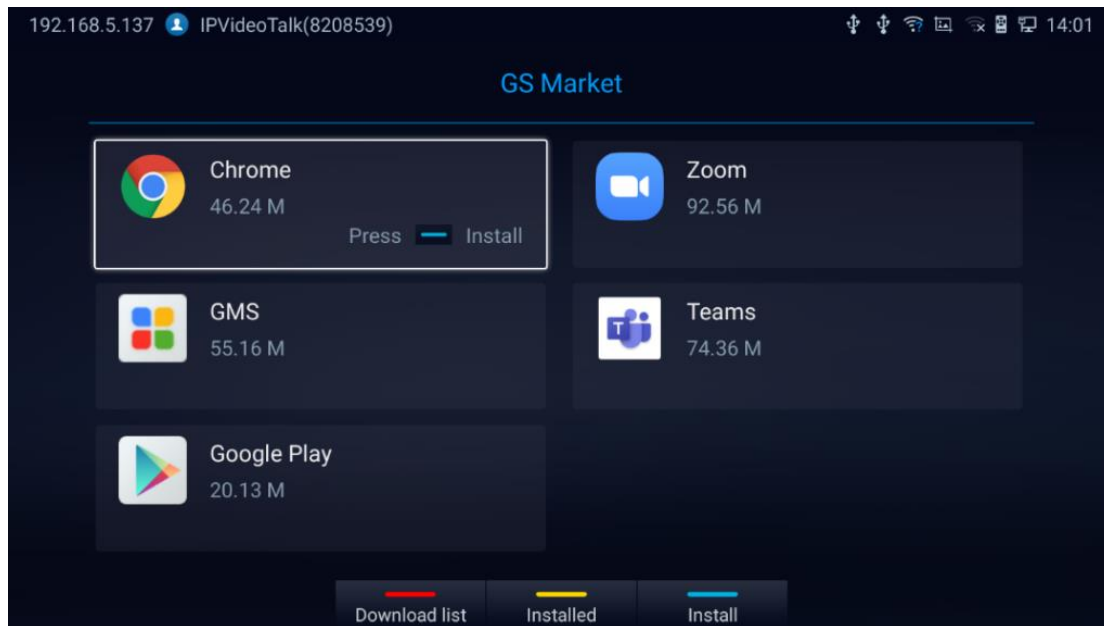 192.168.5.137 IPVideoTalk(8208539) 14:01
GS Market
Chrome
46.24 M
Press Install
Zoom
92.56 M
GMS
55.16 M
Teams
74.36 M
T
Google Play
20.13 M
Download list Installed Install